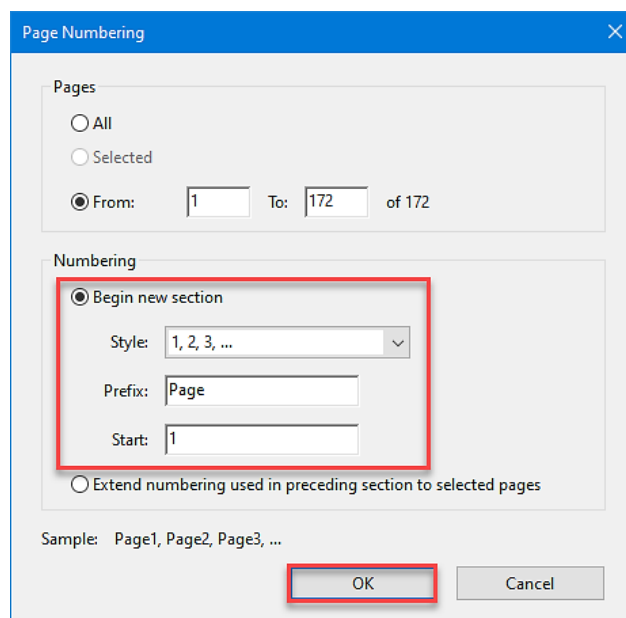 Page Numbering
Pages
All
Selected
From: 1 To: 172 of 172
Numbering
Begin new section
Style: 1, 2, 3, ...
Prefix: Page
Start: 1
Extend numbering used in preceding section to selected pages
Sample: Page1, Page2, Page3, ...
OK Cancel